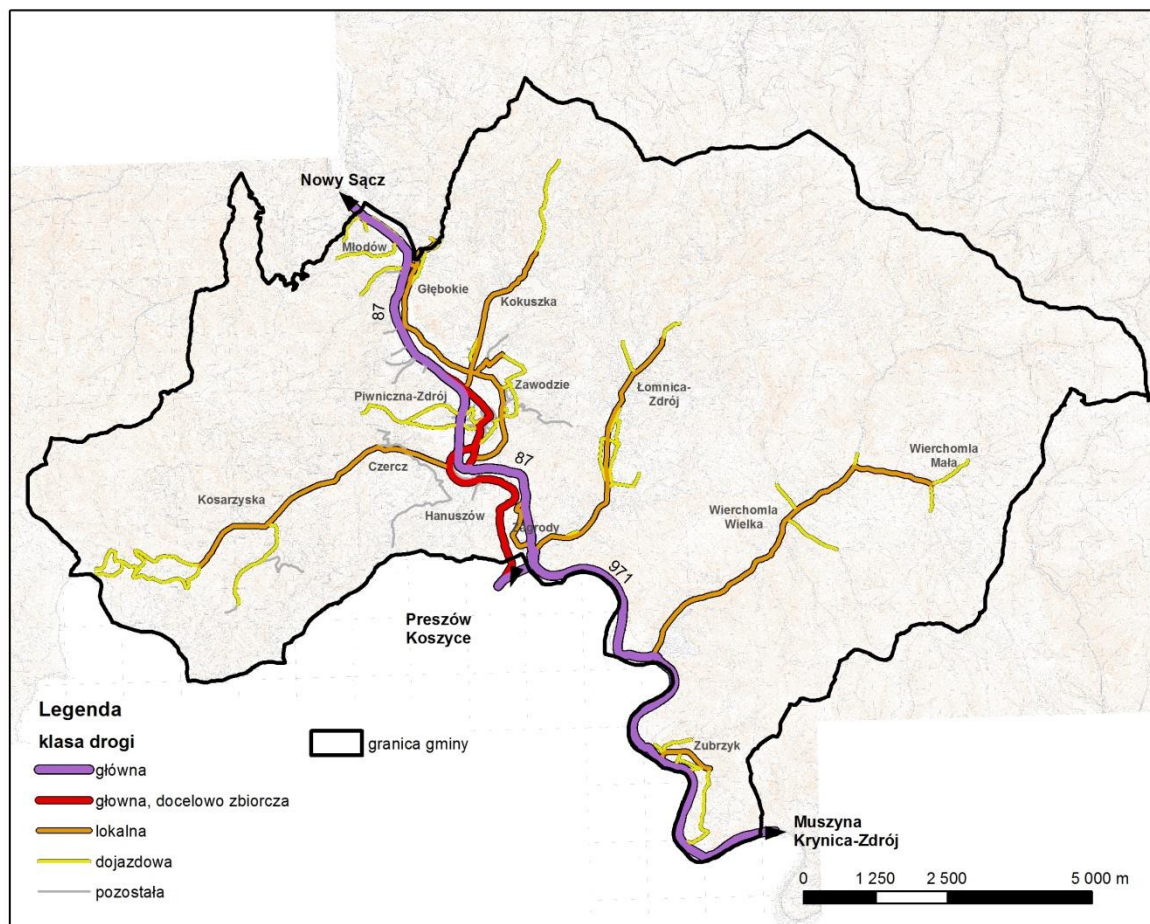 Nowy Sącz
Młodów
Głębokie
Kokuszka
87
Zawodzie
Piwniczna-Zdrój
Łomnica-
Zdrój
Czercz
87
Wierchomla
Mała
Kosarzyska
Hanuszów
Zagrody
Wierchomla
Wielka
971
Preszów
Koszyce
Zubrzyk
Muszyna
Krynica-Zdrój
Legenda
klasa drogi
granica gminy
główna
głowna, docelowo zbiorcza
lokalna
dojazdowa
pozostała
0 1 250 2 500 5 000 m